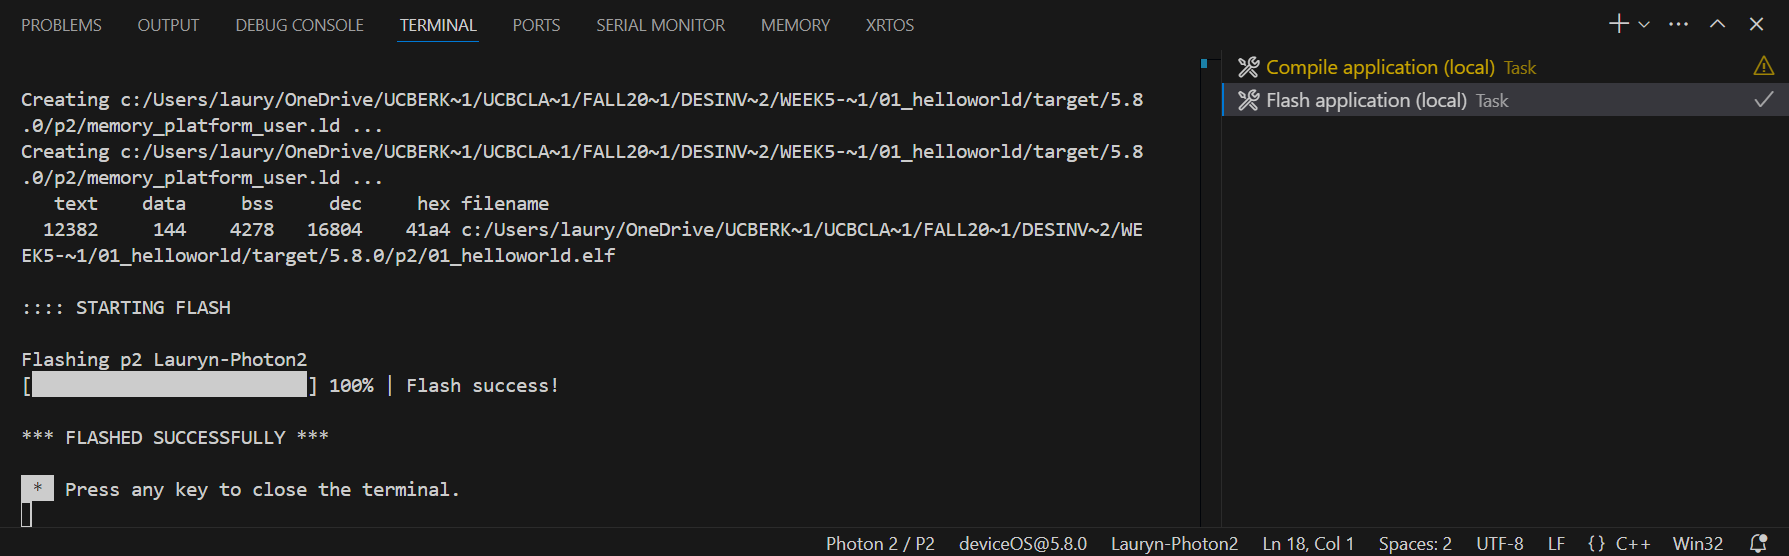 PROBLEMS OUTPUT DEBUG CONSOLE TERMINAL PORTS SERIAL MONITOR MEMORY XRTOS
Creating c:/Users/laury/OneDrive/UCBERK~1/UCBCLA~1/FALL20~1/DESINV~2/WEEK5-~1/01_helloworld/target/5.8
.0/p2/memory_platform_user.ld ...
Creating c:/Users/laury/OneDrive/UCBERK~1/UCBCLA~1/FALL20~1/DESINV~2/WEEK5-~1/01_helloworld/target/5.8
.0/p2/memory_platform_user.ld ...
text data bss dec hex filename
12382 144 4278 16804 41a4 c:/Users/laury/OneDrive/UCBERK~1/UCBCLA~1/FALL20~1/DESINV~2/WE
EK5-~1/01_helloworld/target/5.8.0/p2/01_helloworld.elf
:::: STARTING FLASH
Flashing p2 Lauryn-Photon2
[                         ] 100% | Flash success!
*** FLASHED SUCCESSFULLY ***
* Press any key to close the terminal.
Compile application (local) Task
Flash application (local) Task
Photon 2 / P2 deviceOS@5.8.0 Lauryn-Photon2 Ln 18, Col 1 Spaces: 2 UTF-8 LF {} C++ Win32